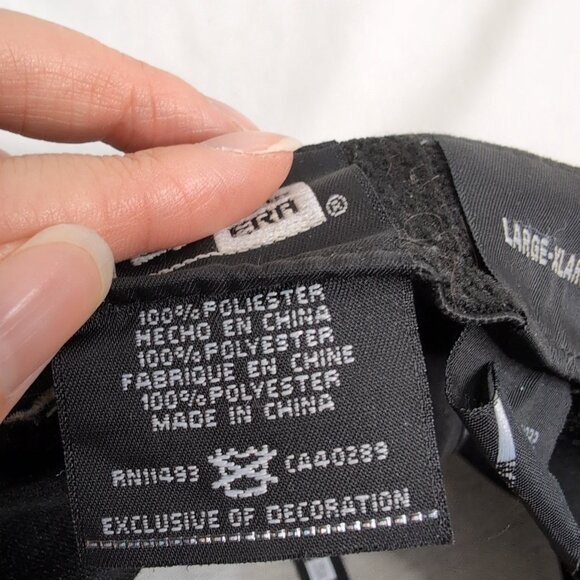 ERA®
LARGE-XLAR
100% POLIESTER
HECHO EN CHINA
100% POLYESTER
FABRIQUE EN CHINE
100% POLYESTER
MADE IN CHINA
RN11493 CA40289
EXCLUSIVE OF DECORATION